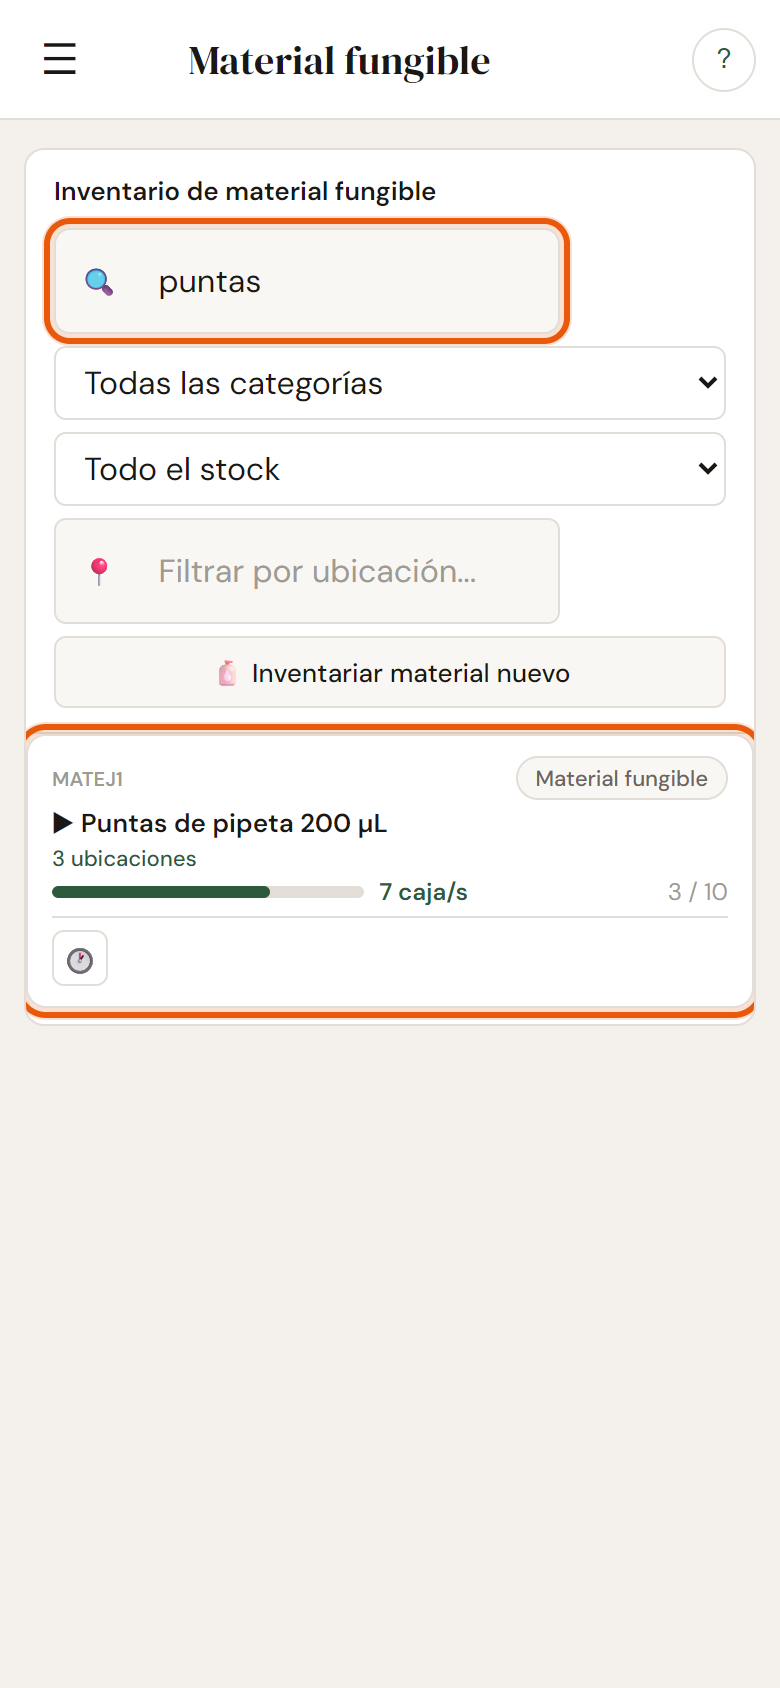 Material fungible
?
Inventario de material fungible
puntas
Todas las categorías
Todo el stock
Filtrar por ubicación...
Inventariar material nuevo
MATEJ1
Material fungible
▶ Puntas de pipeta 200 µL
3 ubicaciones
7 caja/s
3 / 10